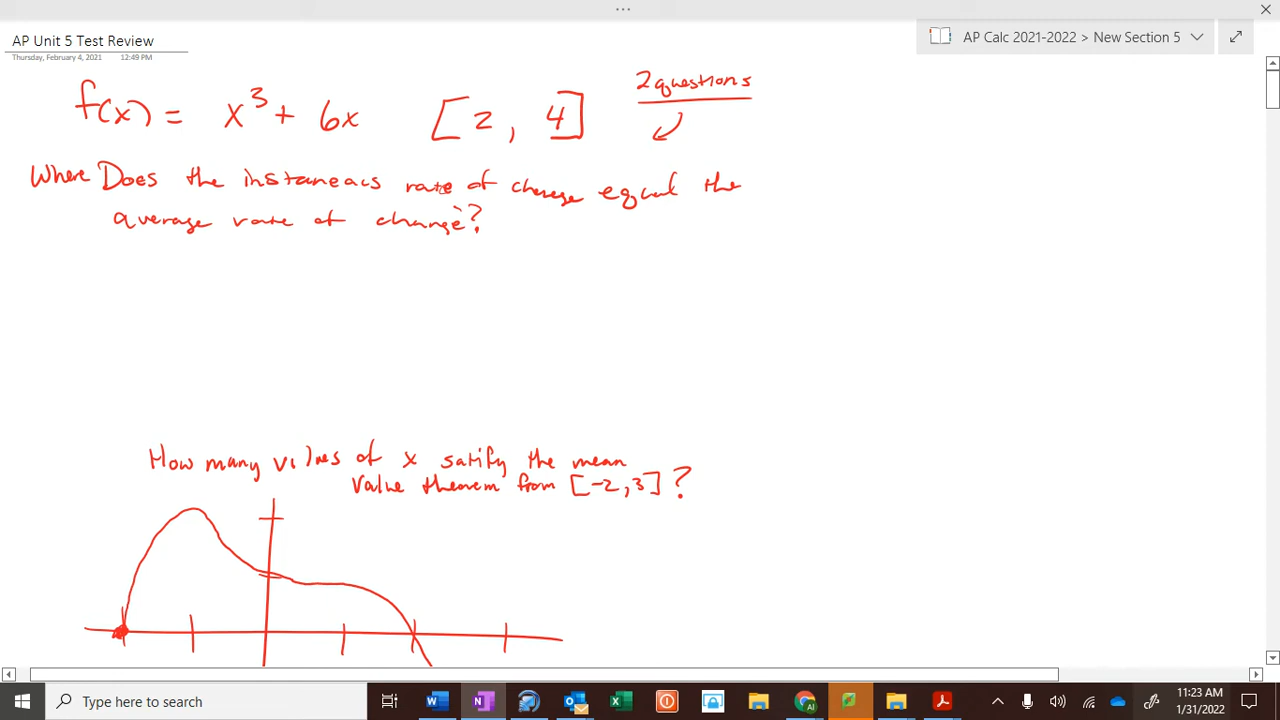 AP Unit 5 Test Review
Thursday, February 4, 2021 12:49 PM
AP Calc 2021-2022 > New Section 5
f(x) = x³ + 6x [2, 4] 2 questions
Where Does the instaneacs rate of change equal the
average rate of change?
How many values of x satify the mean
Value theorem from [-2, 3] ?
Type here to search
11:23 AM
1/31/2022